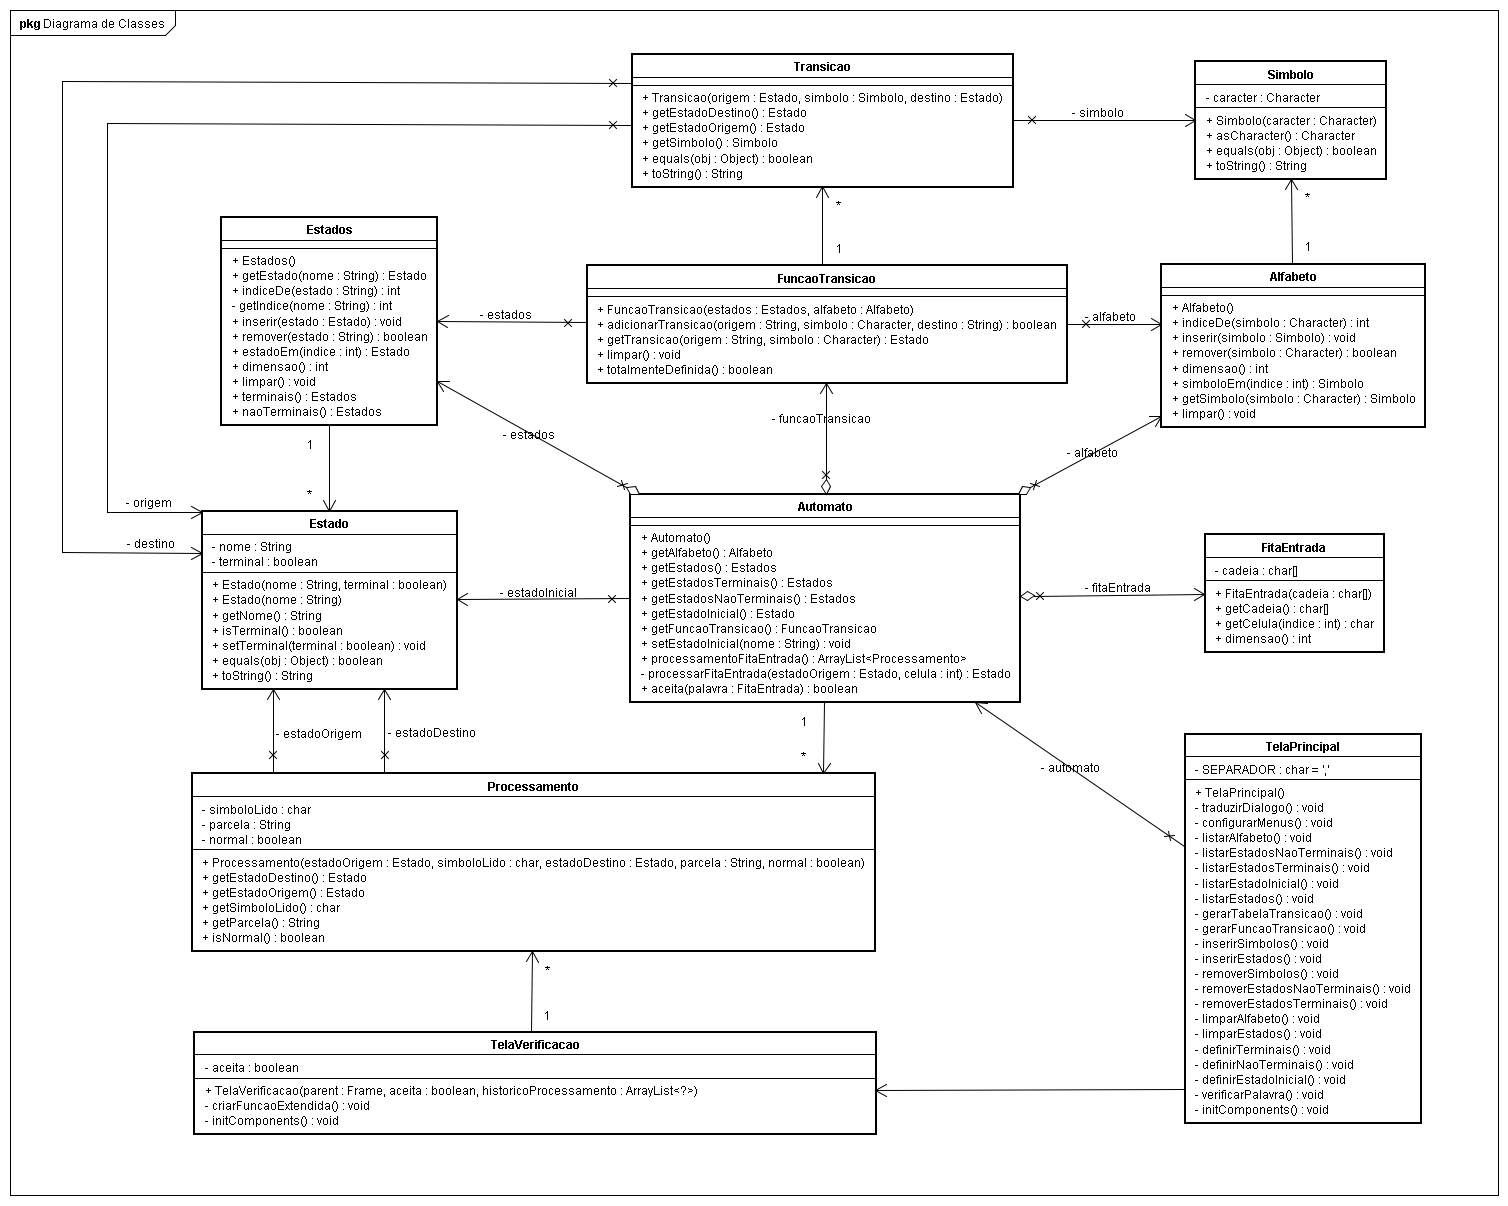 pkg Diagrama de Classes
Transicao
+ Transicao(origem : Estado, simbolo : Simbolo, destino : Estado)
+ getEstadoDestino() : Estado
+ getEstadoOrigem() : Estado
+ getSimbolo() : Simbolo
+ equals(obj : Object) : boolean
+ toString() : String
- simbolo
Simbolo
- caracter : Character
+ Simbolo(caracter : Character)
+ asCharacter() : Character
+ equals(obj : Object) : boolean
+ toString() : String
*
1
*
1
Estados
+ Estados()
+ getEstado(nome : String) : Estado
+ indiceDe(estado : String) : int
- getIndice(nome : String) : int
+ inserir(estado : Estado) : void
+ remover(estado : String) : boolean
+ estadoEm(indice : int) : Estado
+ dimensao() : int
+ limpar() : void
+ terminais() : Estados
+ naoTerminais() : Estados
- estados
FuncaoTransicao
+ FuncaoTransicao(estados : Estados, alfabeto : Alfabeto)
+ adicionarTransicao(origem : String, simbolo : Character, destino : String) : boolean
+ getTransicao(origem : String, simbolo : Character) : Estado
+ limpar() : void
+ totalmenteDefinida() : boolean
- alfabeto
Alfabeto
+ Alfabeto()
+ indiceDe(simbolo : Character) : int
+ inserir(simbolo : Simbolo) : void
+ remover(simbolo : Character) : boolean
+ dimensao() : int
+ simboloEm(indice : int) : Simbolo
+ getSimbolo(simbolo : Character) : Simbolo
+ limpar() : void
- funcaoTransicao
- estados
- alfabeto
1
*
- origem
- destino
Estado
- nome : String
- terminal : boolean
+ Estado(nome : String, terminal : boolean)
+ Estado(nome : String)
+ getNome() : String
+ isTerminal() : boolean
+ setTerminal(terminal : boolean) : void
+ equals(obj : Object) : boolean
+ toString() : String
- estadoInicial
Automato
+ Automato()
+ getAlfabeto() : Alfabeto
+ getEstados() : Estados
+ getEstadosTerminais() : Estados
+ getEstadosNaoTerminais() : Estados
+ getEstadoInicial() : Estado
+ getFuncaoTransicao() : FuncaoTransicao
+ setEstadoInicial(nome : String) : void
+ processamentoFitaEntrada() : ArrayList<Processamento>
- processarFitaEntrada(estadoOrigem : Estado, celula : int) : Estado
+ aceita(palavra : FitaEntrada) : boolean
- fitaEntrada
FitaEntrada
- cadeia : char[]
+ FitaEntrada(cadeia : char[])
+ getCadeia() : char[]
+ getCelula(indice : int) : char
+ dimensao() : int
- estadoOrigem
- estadoDestino
1
*
- automato
Processamento
- simboloLido : char
- parcela : String
- normal : boolean
+ Processamento(estadoOrigem : Estado, simboloLido : char, estadoDestino : Estado, parcela : String, normal : boolean)
+ getEstadoDestino() : Estado
+ getEstadoOrigem() : Estado
+ getSimboloLido() : char
+ getParcela() : String
+ isNormal() : boolean
*
1
TelaPrincipal
- SEPARADOR : char = ','
+ TelaPrincipal()
- traduzirDialogo() : void
- configurarMenus() : void
- listarAlfabeto() : void
- listarEstadosNaoTerminais() : void
- listarEstadosTerminais() : void
- listarEstadoInicial() : void
- listarEstados() : void
- gerarTabelaTransicao() : void
- gerarFuncaoTransicao() : void
- inserirSimbolos() : void
- inserirEstados() : void
- removerSimbolos() : void
- removerEstadosNaoTerminais() : void
- removerEstadosTerminais() : void
- limparAlfabeto() : void
- limparEstados() : void
- definirTerminais() : void
- definirNaoTerminais() : void
- definirEstadoInicial() : void
- verificarPalavra() : void
- initComponents() : void
TelaVerificacao
- aceita : boolean
+ TelaVerificacao(parent : Frame, aceita : boolean, historicoProcessamento : ArrayList<?>)
- criarFuncaoExtendida() : void
- initComponents() : void